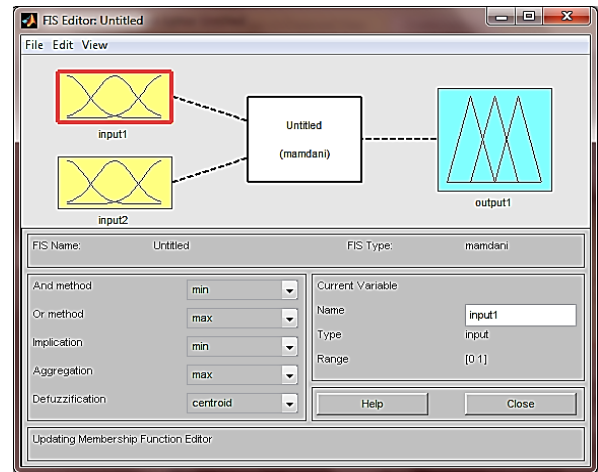 FIS Editor: Untitled
File Edit View
input1
Untitled
(mamdani)
input2
output1
FIS Name: Untitled FIS Type: mamdani
And method min
Or method max
Implication min
Aggregation max
Defuzzification centroid
Current Variable
Name input1
Type input
Range [0 1]
Help Close
Updating Membership Function Editor